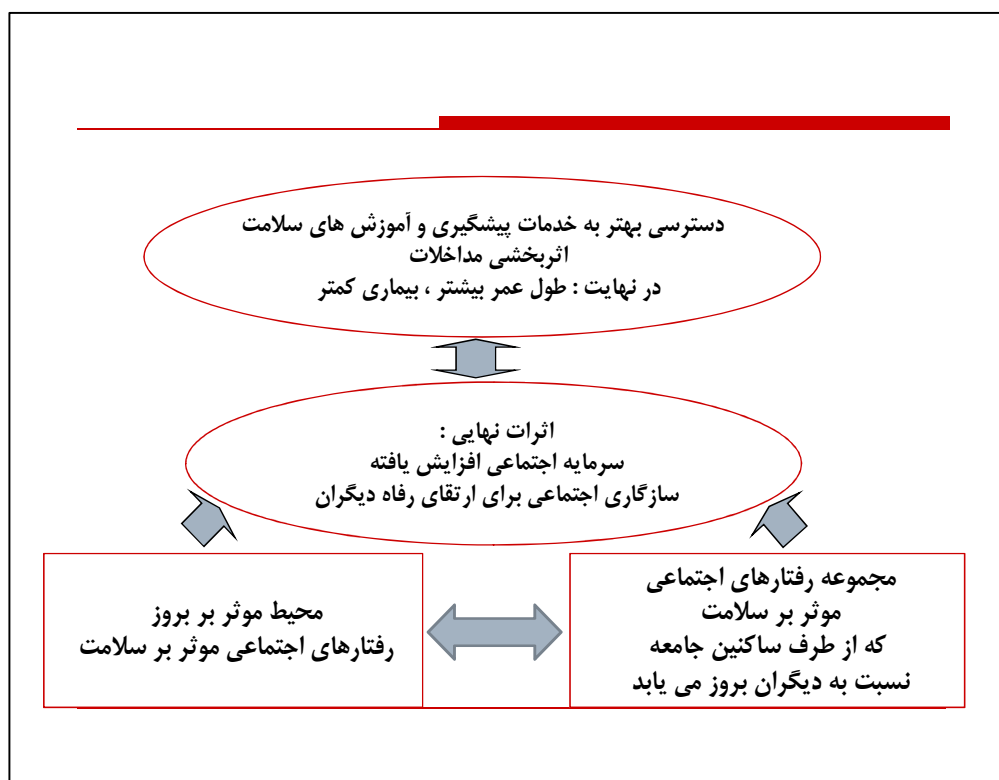 دسترسی بهتر به خدمات پیشگیری و آموزش های سلامت
اثربخشی مداخلات
در نهایت : طول عمر بیشتر ، بیماری کمتر
اثرات نهایی :
سرمایه اجتماعی افزایش یافته
سازگاری اجتماعی برای ارتقای رفاه دیگران
مجموعه رفتارهای اجتماعی
موثر بر سلامت
که از طرف ساکنین جامعه
نسبت به دیگران بروز می یابد
محیط موثر بر بروز
رفتارهای اجتماعی موثر بر سلامت